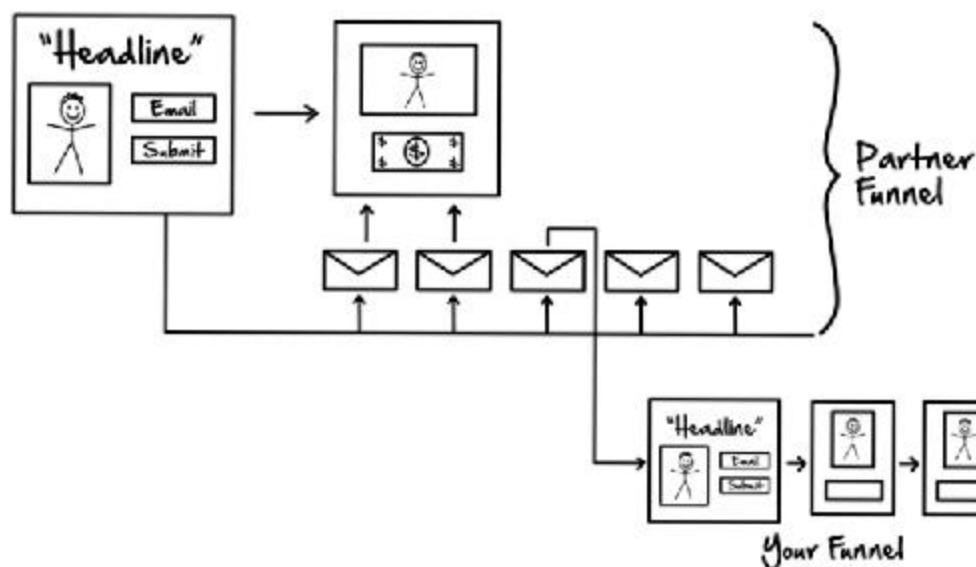 "Headline"
Email
Submit
$ $
$
$ $
Partner
Funnel
"Headline"
Email
Submit
Your Funnel